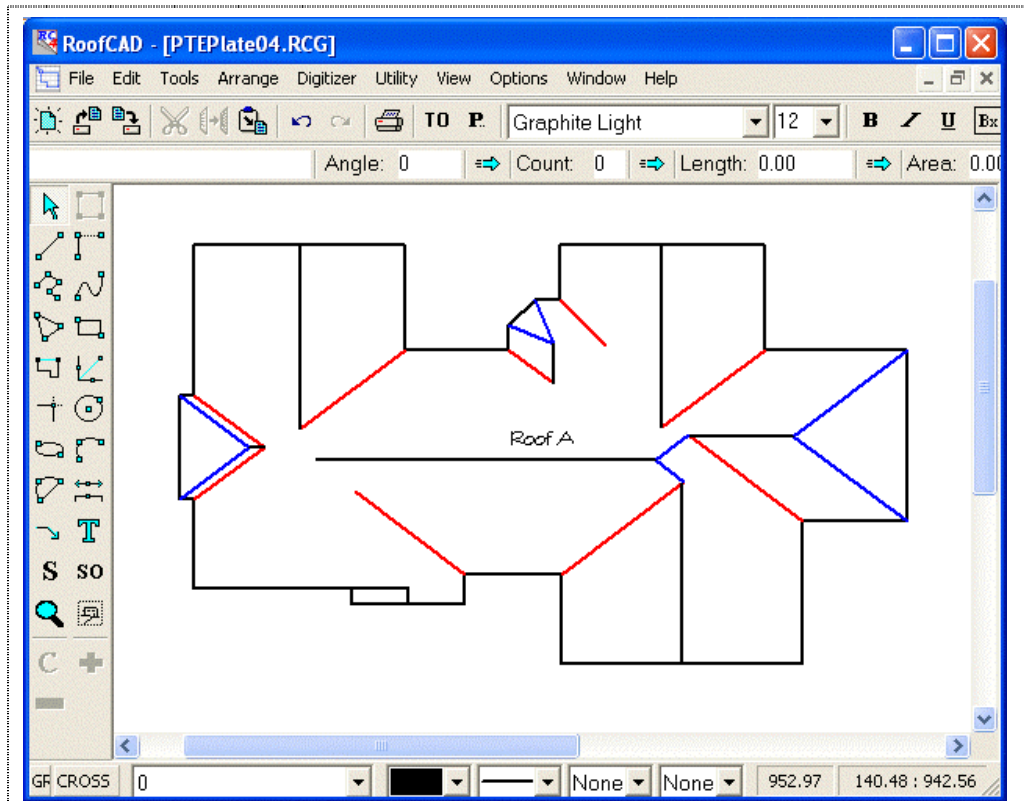 RoofCAD - [PTEPlate04.RCG]
File Edit Tools Arrange Digitizer Utility View Options Window Help
TO P.. Graphite Light 12 B I U Bx
Angle: 0 Count: 0 Length: 0.00 Area: 0.00
T
S SO
C
Roof A
GF CROSS 0 None None 952.97 140.48 : 942.56